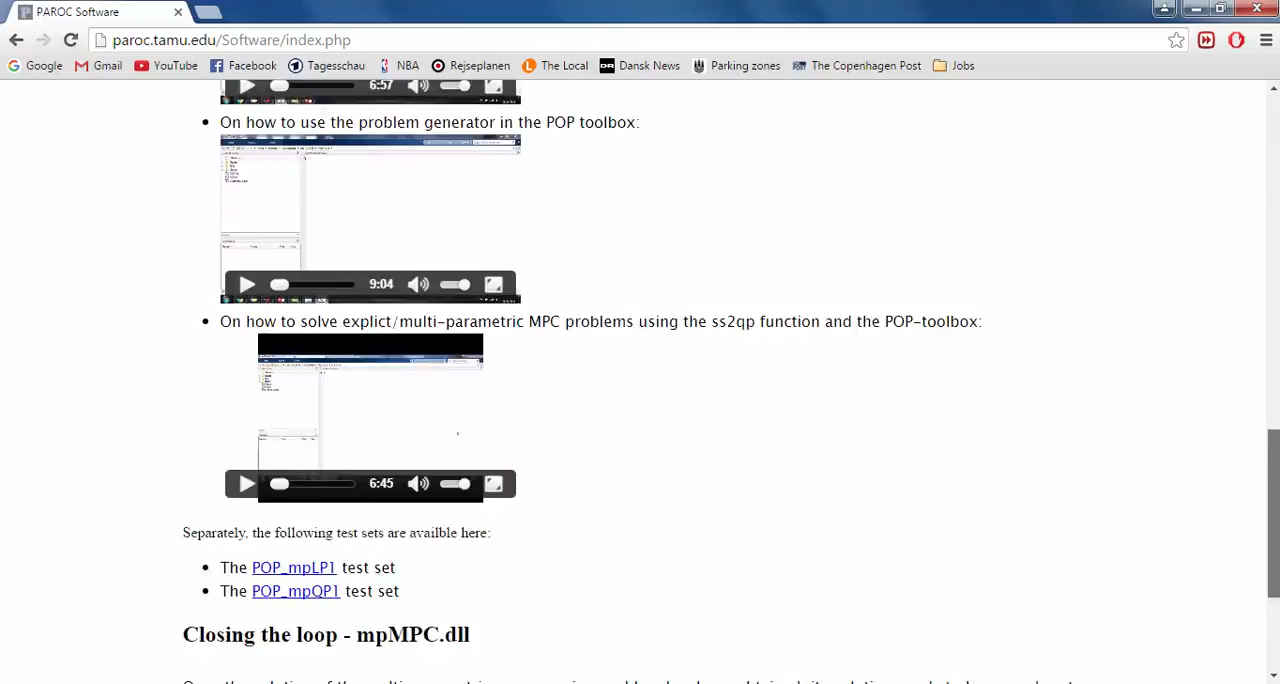 PAROC Software
paroc.tamu.edu/Software/index.php
Google Gmail YouTube Facebook Tagesschau NBA Rejseplanen The Local Dansk News Parking zones The Copenhagen Post Jobs
6:57
On how to use the problem generator in the POP toolbox:
9:04
On how to solve explict/multi-parametric MPC problems using the ss2qp function and the POP-toolbox:
6:45
Separately, the following test sets are availble here:
The POP_mpLP1 test set
The POP_mpQP1 test set
Closing the loop - mpMPC.dll